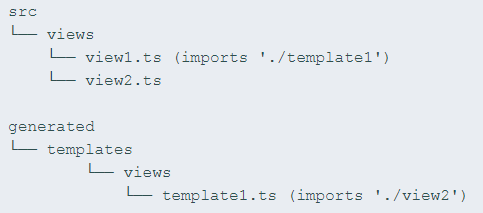 src
└── views
    └── view1.ts (imports './template1')
    └── view2.ts

generated
└── templates
        └── views
            └── template1.ts (imports './view2')